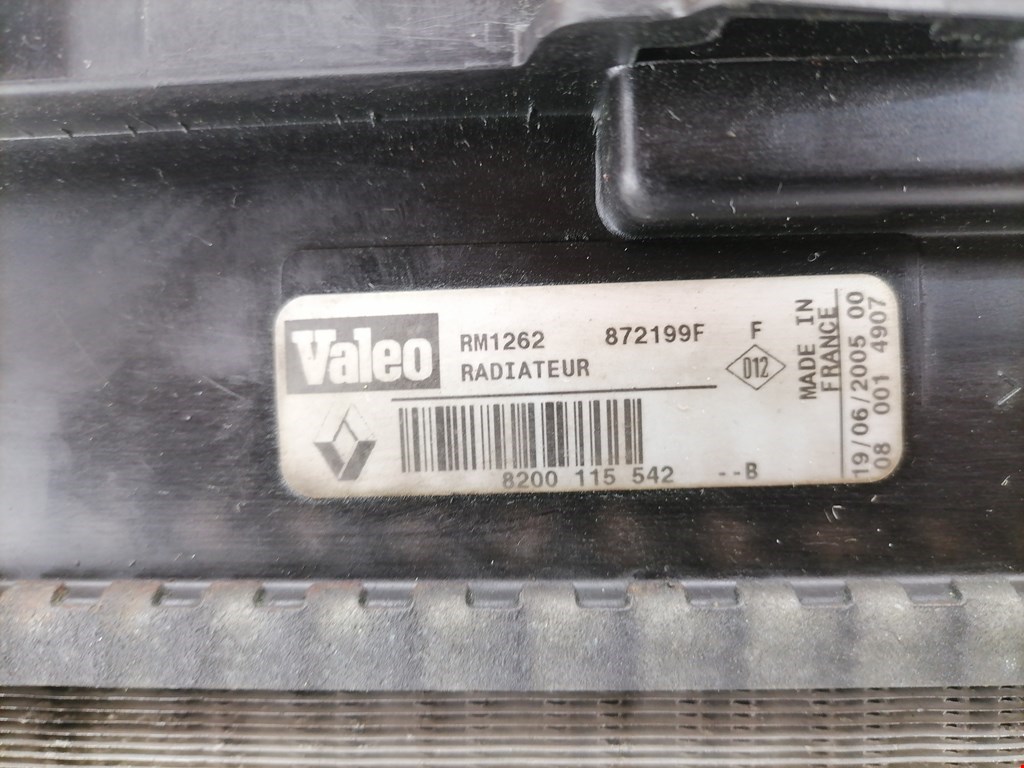 Valeo
RM1262 872199F F
RADIATEUR
D12
8200 115 542 --B
MADE IN
FRANCE
19/06/2005 00
08 001 4907